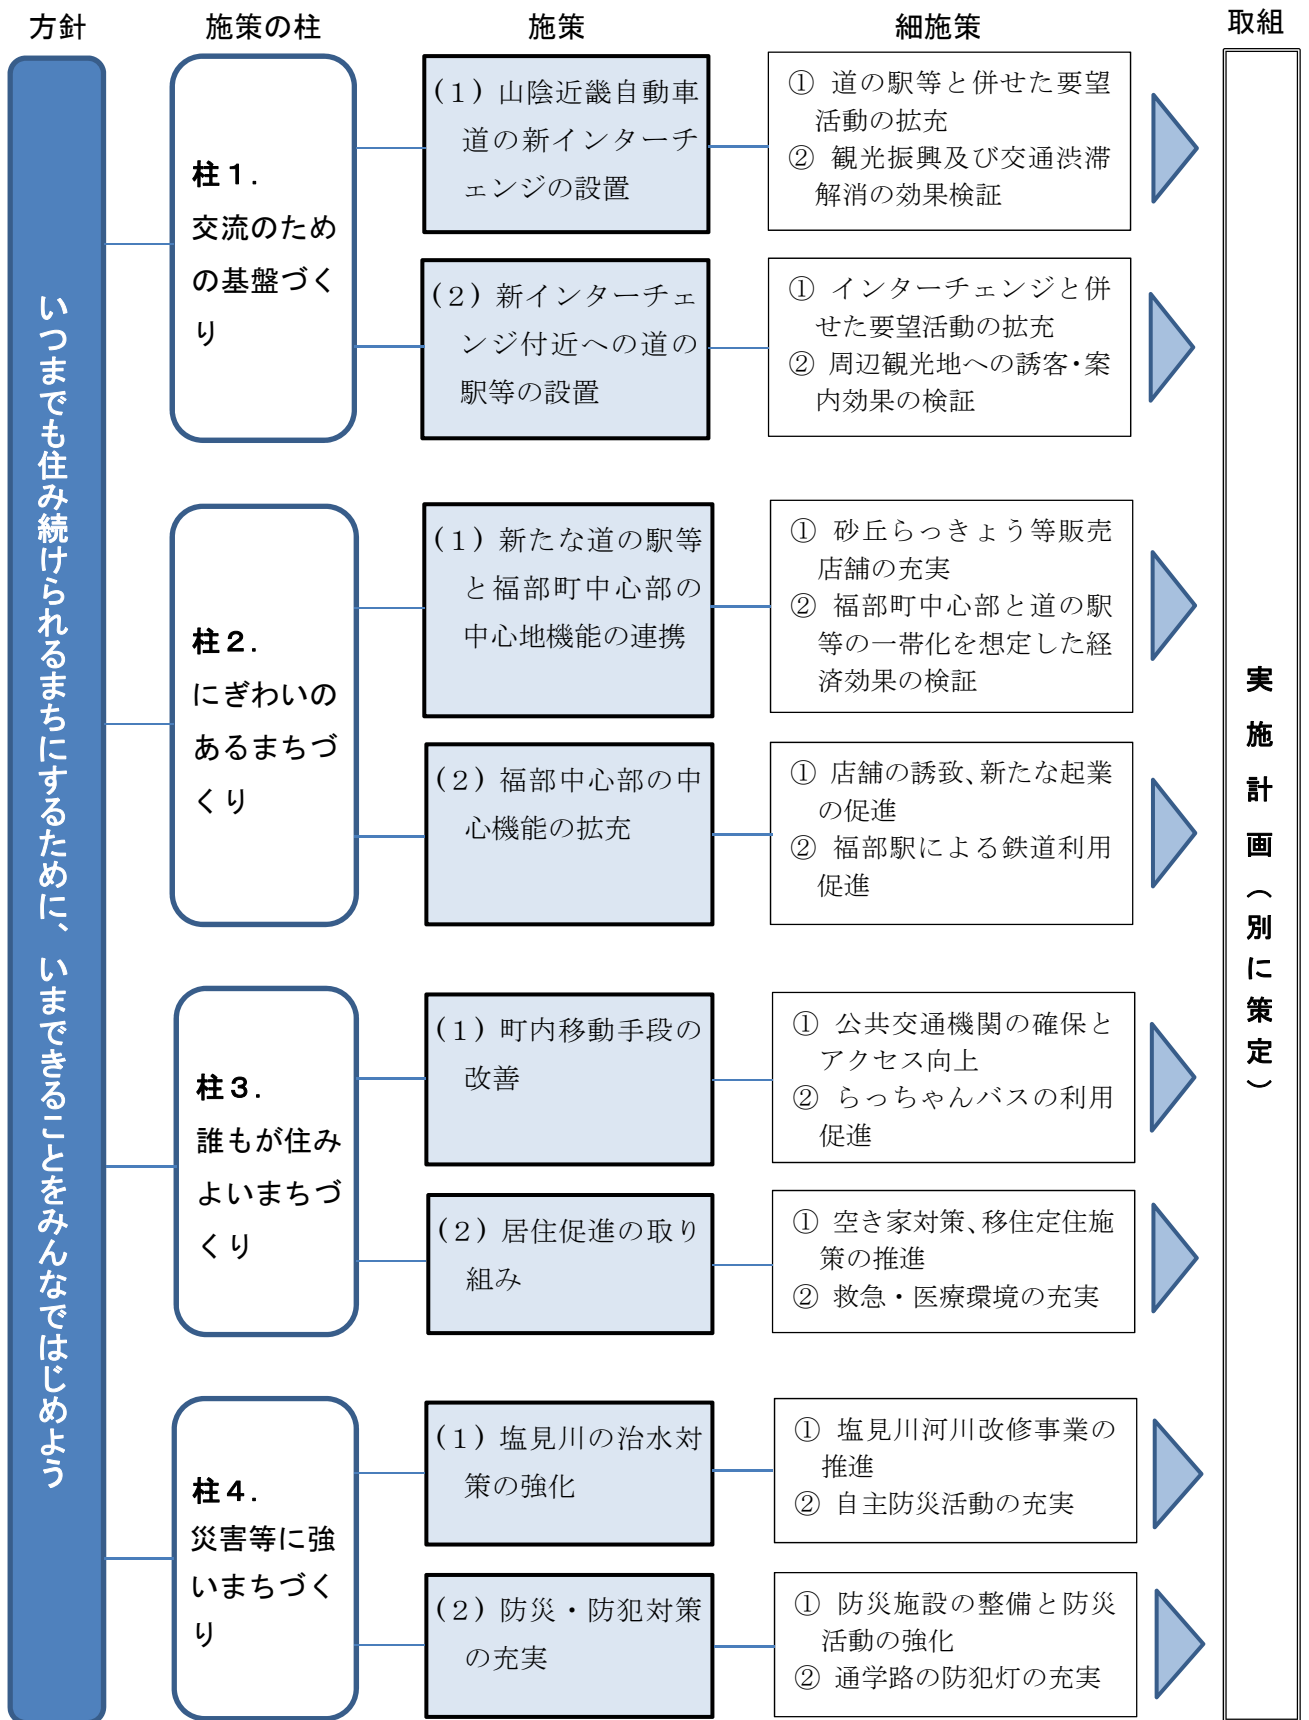 方針
施策の柱
施策
細施策
取組
いつまでも住み続けられるまちにするために、いまできることをみんなではじめよう
柱１．
交流のため
の基盤づく
り
(１) 山陰近畿自動車
道の新インターチ
ェンジの設置
① 道の駅等と併せた要望
活動の拡充
② 観光振興及び交通渋滞
解消の効果検証
(２) 新インターチェ
ンジ付近への道の
駅等の設置
① インターチェンジと併
せた要望活動の拡充
② 周辺観光地への誘客・案
内効果の検証
柱２．
にぎわいの
あるまちづ
くり
(１) 新たな道の駅等
と福部町中心部の
中心地機能の連携
① 砂丘らっきょう等販売
店舗の充実
② 福部町中心部と道の駅
等の一帯化を想定した経
済効果の検証
(２) 福部中心部の中
心機能の拡充
① 店舗の誘致、新たな起業
の促進
② 福部駅による鉄道利用
促進
柱３．
誰もが住み
よいまちづ
くり
(１) 町内移動手段の
改善
① 公共交通機関の確保と
アクセス向上
② らっちゃんバスの利用
促進
(２) 居住促進の取り
組み
① 空き家対策、移住定住施
策の推進
② 救急・医療環境の充実
柱４．
災害等に強
いまちづく
り
(１) 塩見川の治水対
策の強化
① 塩見川河川改修事業の
推進
② 自主防災活動の充実
(２) 防災・防犯対策
の充実
① 防災施設の整備と防災
活動の強化
② 通学路の防犯灯の充実
実施計画（別に策定）